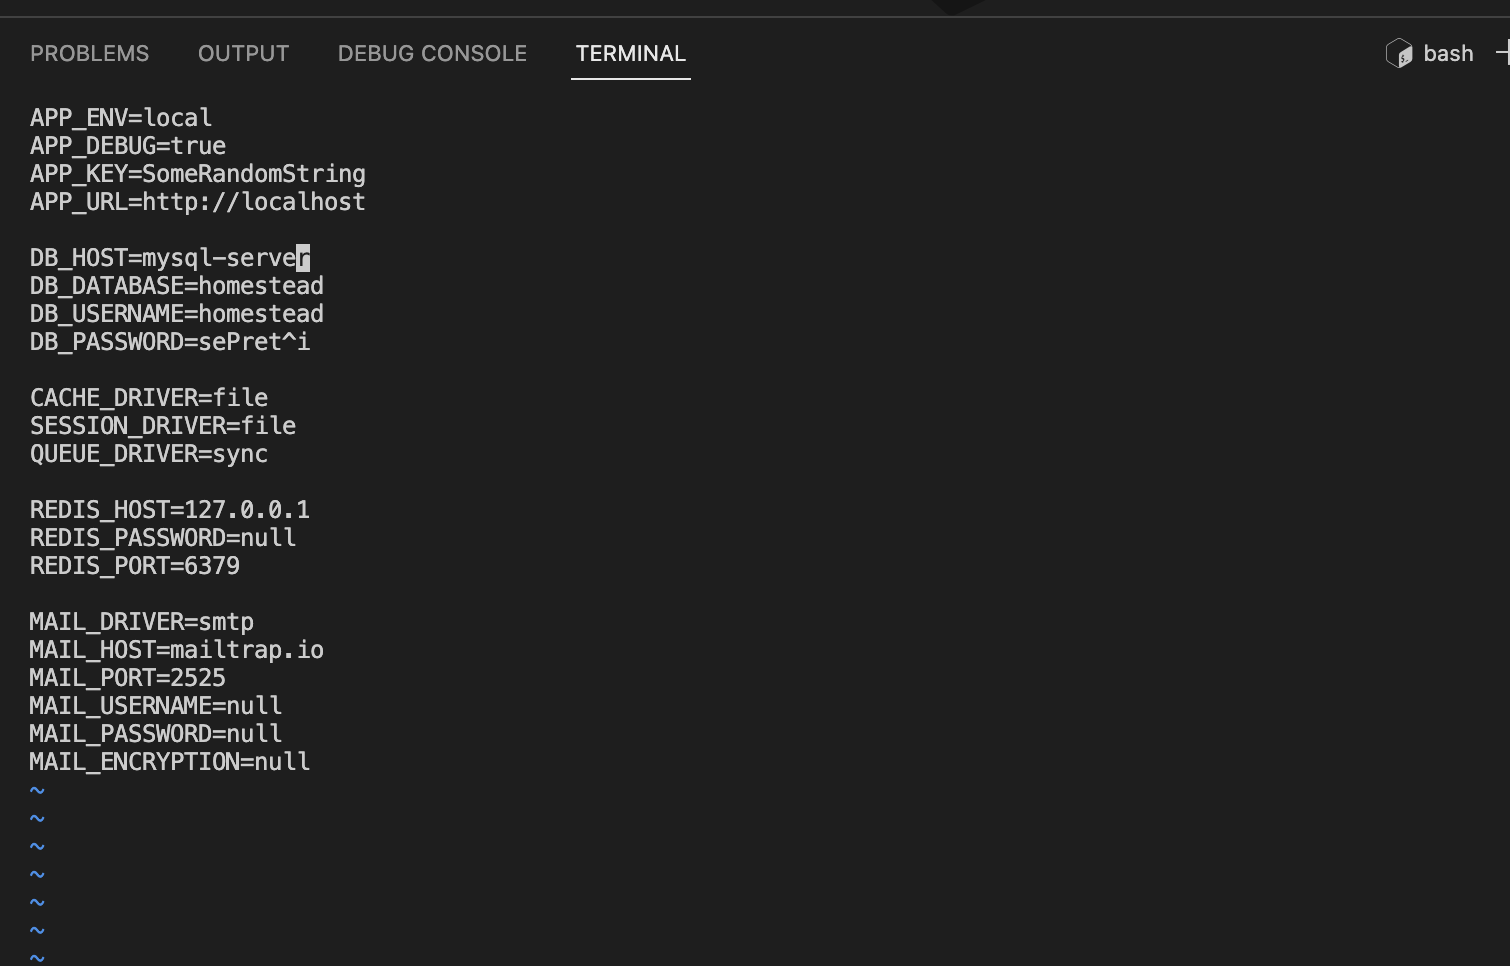 PROBLEMS OUTPUT DEBUG CONSOLE TERMINAL bash
APP_ENV=local
APP_DEBUG=true
APP_KEY=SomeRandomString
APP_URL=http://localhost
DB_HOST=mysql-server
DB_DATABASE=homestead
DB_USERNAME=homestead
DB_PASSWORD=sePret^i
CACHE_DRIVER=file
SESSION_DRIVER=file
QUEUE_DRIVER=sync
REDIS_HOST=127.0.0.1
REDIS_PASSWORD=null
REDIS_PORT=6379
MAIL_DRIVER=smtp
MAIL_HOST=mailtrap.io
MAIL_PORT=2525
MAIL_USERNAME=null
MAIL_PASSWORD=null
MAIL_ENCRYPTION=null
~
~
~
~
~
~
~